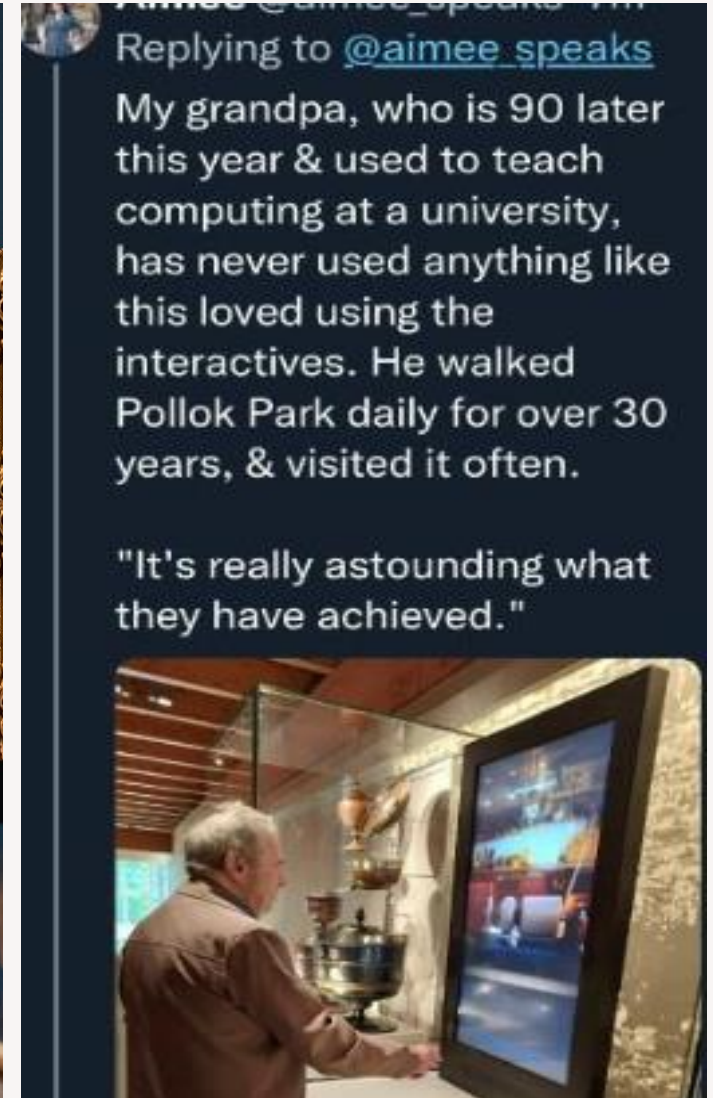 Replying to @aimee_speaks
My grandpa, who is 90 later
this year & used to teach
computing at a university,
has never used anything like
this loved using the
interactives. He walked
Pollok Park daily for over 30
years, & visited it often.
"It's really astounding what
they have achieved."